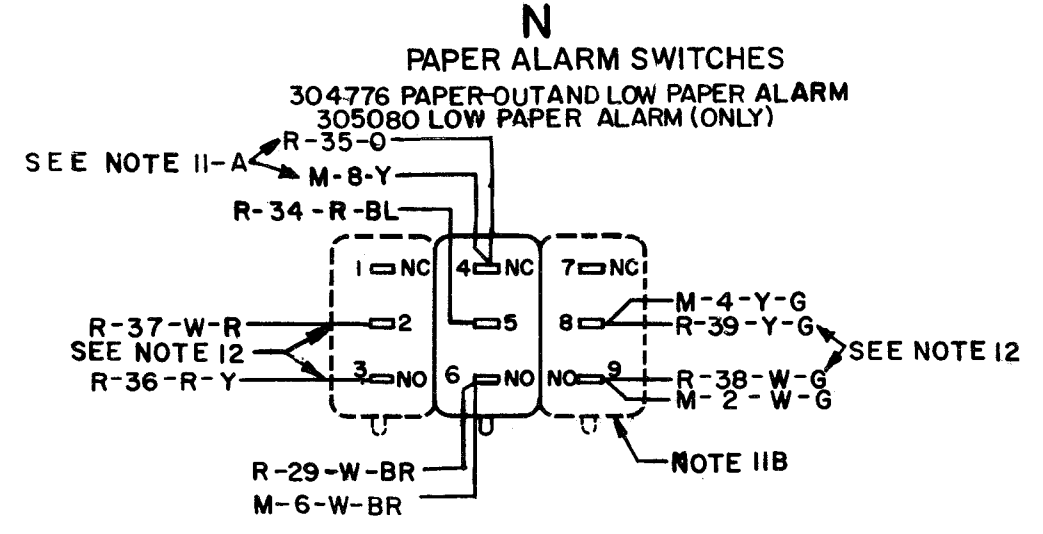 N
PAPER ALARM SWITCHES
304776 PAPER-OUT AND LOW PAPER ALARM
305080 LOW PAPER ALARM (ONLY)
R-35-O
SEE NOTE 11-A
M-8-Y
R-34-R-BL
1 NC
4 NC
7 NC
M-4-Y-G
R-37-W-R
2
5
8
R-39-Y-G
SEE NOTE 12
SEE NOTE 12
R-36-R-Y
3 NO
6 NO
NO 9
R-38-W-G
M-2-W-G
NOTE 11B
R-29-W-BR
M-6-W-BR